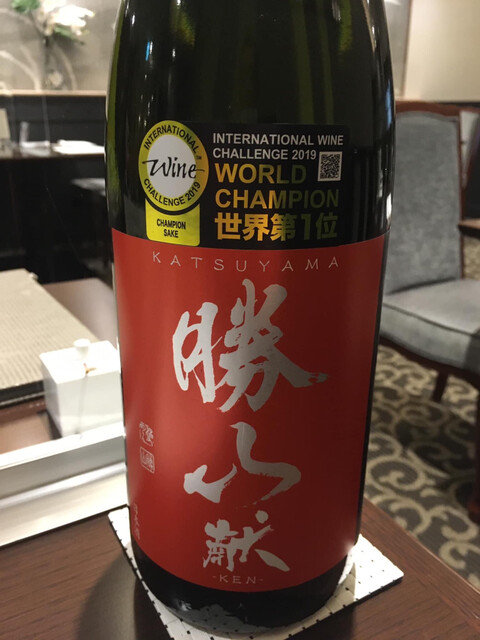 INTERNATIONAL
Wine
CHALLENGE 2019
CHAMPION
SAKE
INTERNATIONAL WINE
CHALLENGE 2019
WORLD
CHAMPION
世界第1位
KATSUYAMA
勝山
献
-KEN-